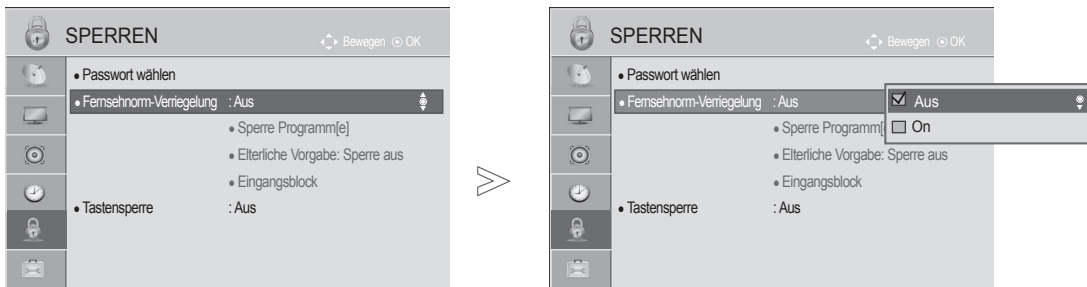 SPERREN
Bewegen OK
• Passwort wählen
• Fernsehnorm-Verriegelung : Aus
• Sperre Programm[e]
• Elterliche Vorgabe: Sperre aus
• Eingangsblock
• Tastensperre : Aus
SPERREN
Bewegen OK
• Passwort wählen
• Fernsehnorm-Verriegelung : Aus
Aus
• Sperre Programm[
On
• Elterliche Vorgabe: Sperre aus
• Eingangsblock
• Tastensperre : Aus